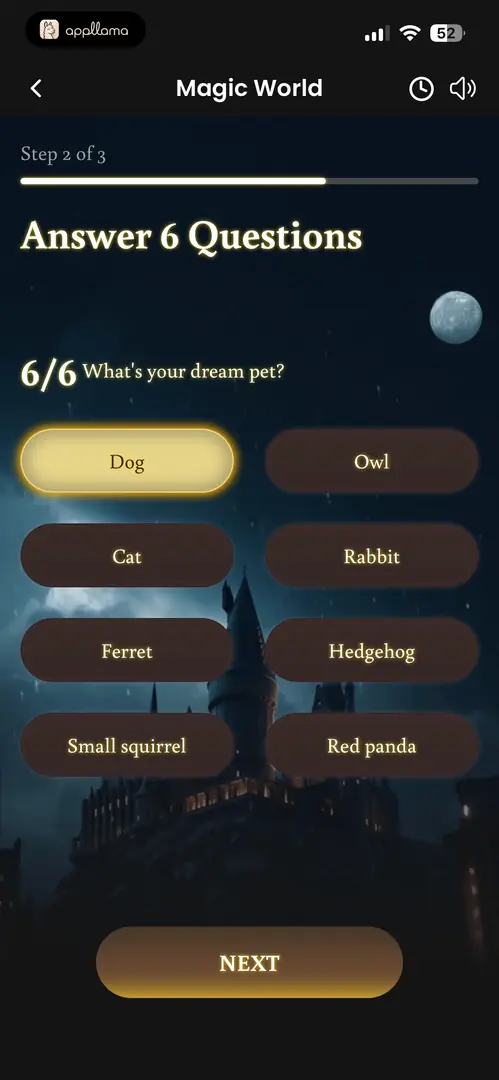 appllama
52
Magic World
Step 2 of 3
Answer 6 Questions
6/6 What's your dream pet?
Dog
Owl
Cat
Rabbit
Ferret
Hedgehog
Small squirrel
Red panda
NEXT